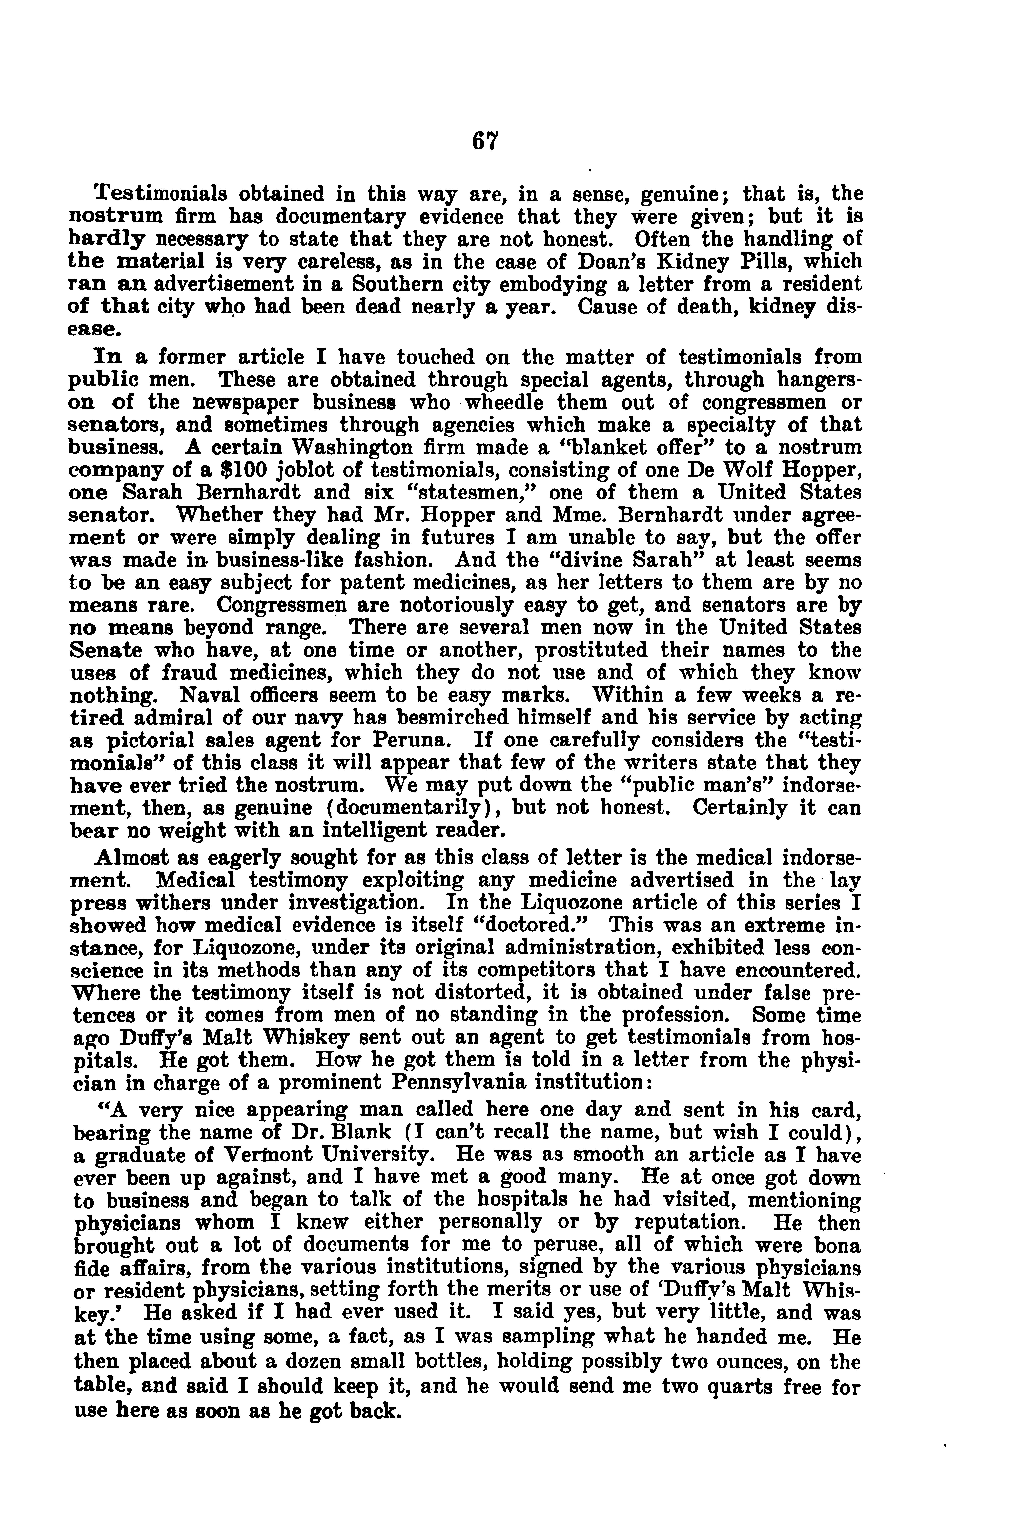 67
Testimonials obtained in this way are, in a sense, genuine; that is, the
nostrum firm has documentary evidence that they were given; but it is
hardly necessary to state that they are not honest. Often the handling of
the material is very careless, as in the case of Doan's Kidney Pills, which
ran an advertisement in a Southern city embodying a letter from a resident
of that city who had been dead nearly a year. Cause of death, kidney dis-
ease.
In a former article I have touched on the matter of testimonials from
public men. These are obtained through special agents, through hangers-
on of the newspaper business who wheedle them out of congressmen or
senators, and sometimes through agencies which make a specialty of that
business. A certain Washington firm made a "blanket offer" to a nostrum
company of a $100 joblot of testimonials, consisting of one De Wolf Hopper,
one Sarah Bernhardt and six "statesmen," one of them a United States
senator. Whether they had Mr. Hopper and Mme. Bernhardt under agree-
ment or were simply dealing in futures I am unable to say, but the offer
was made in business-like fashion. And the "divine Sarah" at least seems
to be an easy subject for patent medicines, as her letters to them are by no
means rare. Congressmen are notoriously easy to get, and senators are by
no means beyond range. There are several men now in the United States
Senate who have, at one time or another, prostituted their names to the
uses of fraud medicines, which they do not use and of which they know
nothing. Naval officers seem to be easy marks. Within a few weeks a re-
tired admiral of our navy has besmirched himself and his service by acting
as pictorial sales agent for Peruna. If one carefully considers the "testi-
monials" of this class it will appear that few of the writers state that they
have ever tried the nostrum. We may put down the "public man's" indorse-
ment, then, as genuine (documentarily), but not honest. Certainly it can
bear no weight with an intelligent reader.
Almost as eagerly sought for as this class of letter is the medical indorse-
ment. Medical testimony exploiting any medicine advertised in the lay
press withers under investigation. In the Liquozone article of this series I
showed how medical evidence is itself "doctored." This was an extreme in-
stance, for Liquozone, under its original administration, exhibited less con-
science in its methods than any of its competitors that I have encountered.
Where the testimony itself is not distorted, it is obtained under false pre-
tences or it comes from men of no standing in the profession. Some time
ago Duffy's Malt Whiskey sent out an agent to get testimonials from hos-
pitals. He got them. How he got them is told in a letter from the physi-
cian in charge of a prominent Pennsylvania institution:
"A very nice appearing man called here one day and sent in his card,
bearing the name of Dr. Blank (I can't recall the name, but wish I could),
a graduate of Vermont University. He was as smooth an article as I have
ever been up against, and I have met a good many. He at once got down
to business and began to talk of the hospitals he had visited, mentioning
physicians whom I knew either personally or by reputation. He then
brought out a lot of documents for me to peruse, all of which were bona
fide affairs, from the various institutions, signed by the various physicians
or resident physicians, setting forth the merits or use of 'Duffy's Malt Whis-
key.' He asked if I had ever used it. I said yes, but very little, and was
at the time using some, a fact, as I was sampling what he handed me. He
then placed about a dozen small bottles, holding possibly two ounces, on the
table, and said I should keep it, and he would send me two quarts free for
use here as soon as he got back.